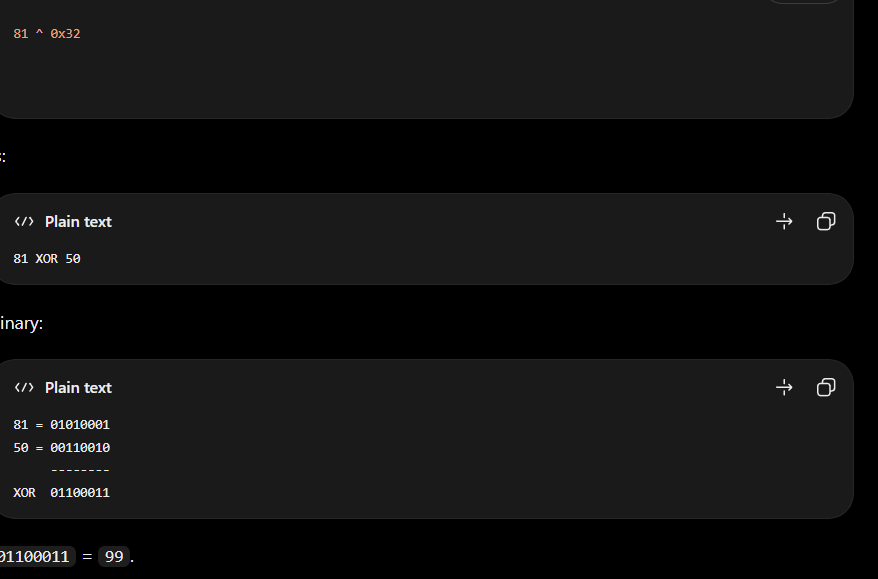 81 ^ 0x32
s:
Plain text
81 XOR 50
inary:
Plain text
81 = 01010001
50 = 00110010
--------
XOR 01100011
01100011 = 99.